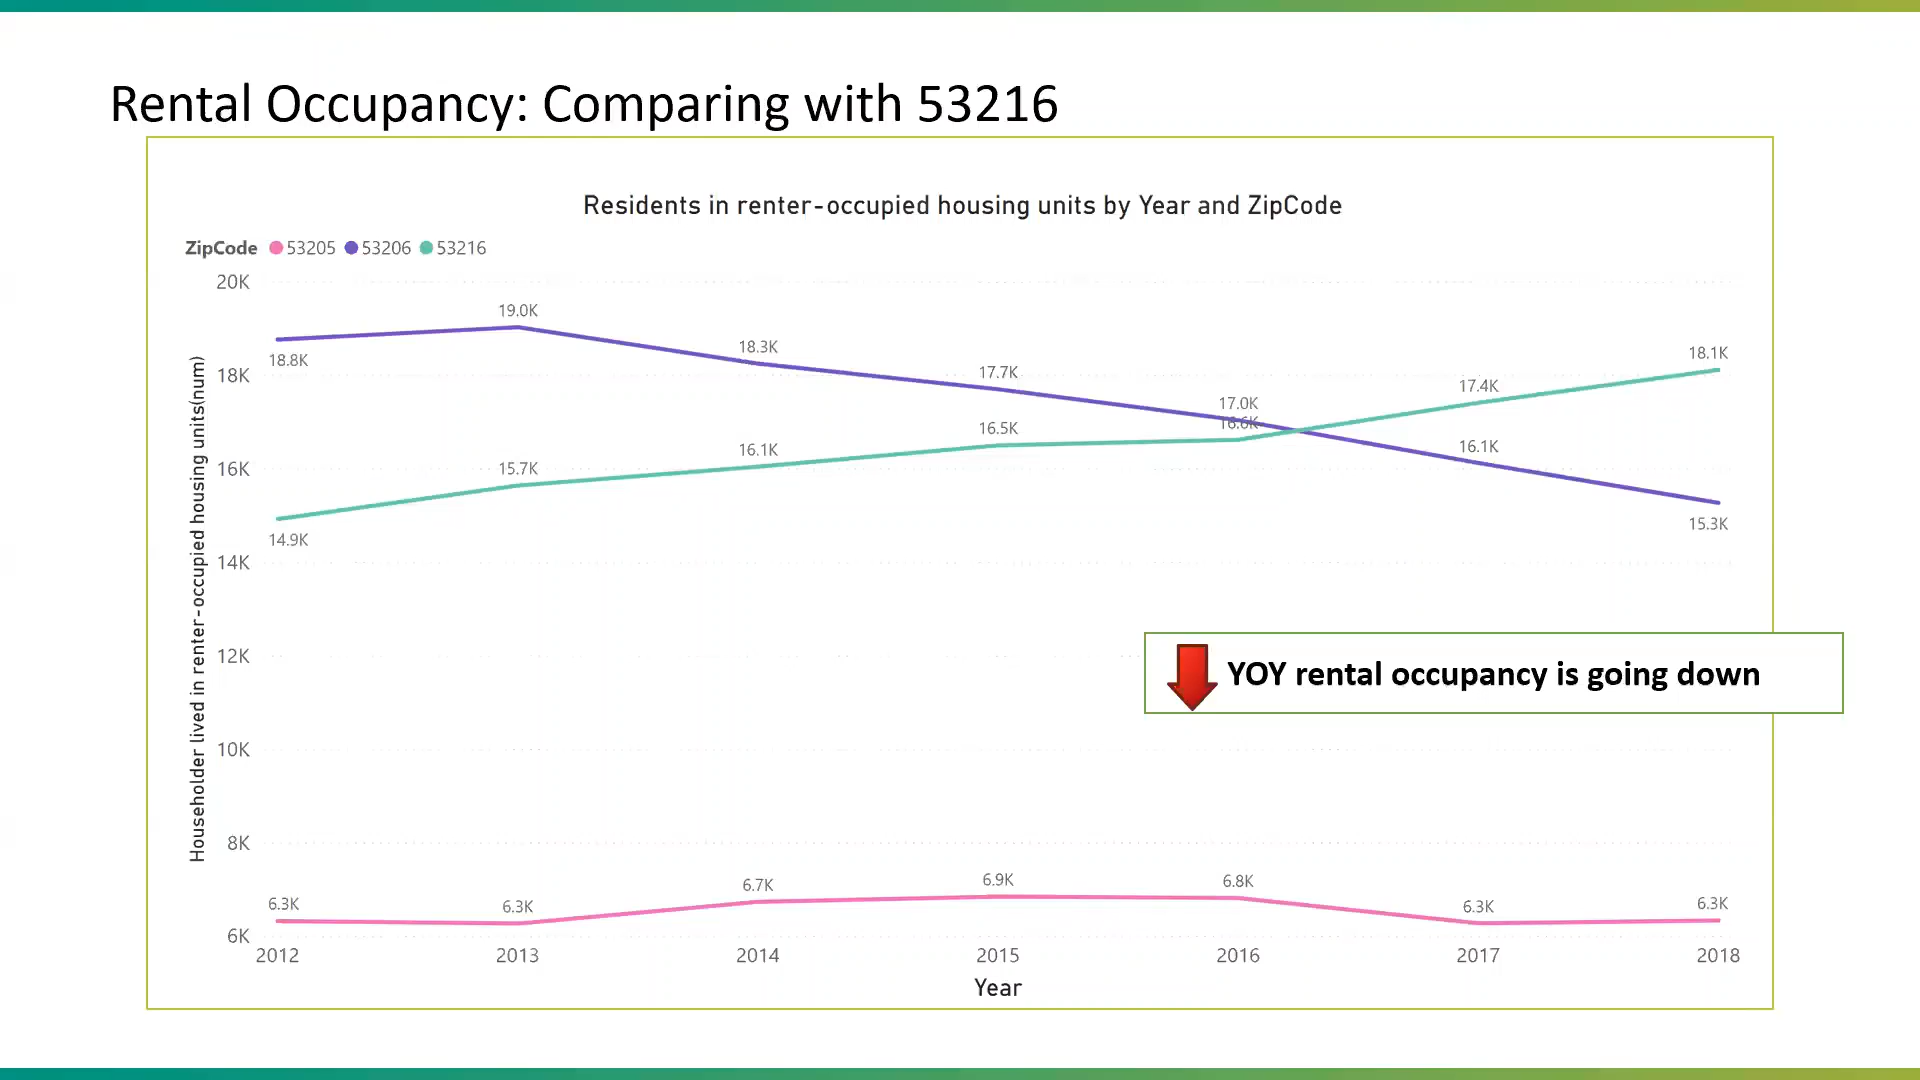 Rental Occupancy: Comparing with 53216
Residents in renter-occupied housing units by Year and ZipCode
ZipCode 53205 53206 53216
Householder lived in renter-occupied housing units(num)
20K
18K
16K
14K
12K
10K
8K
6K
18.8K
19.0K
18.3K
17.7K
17.0K
16.1K
15.3K
14.9K
15.7K
16.1K
16.5K
16.6K
17.4K
18.1K
YOY rental occupancy is going down
6.3K
6.3K
6.7K
6.9K
6.8K
6.3K
6.3K
2012 2013 2014 2015 2016 2017 2018
Year